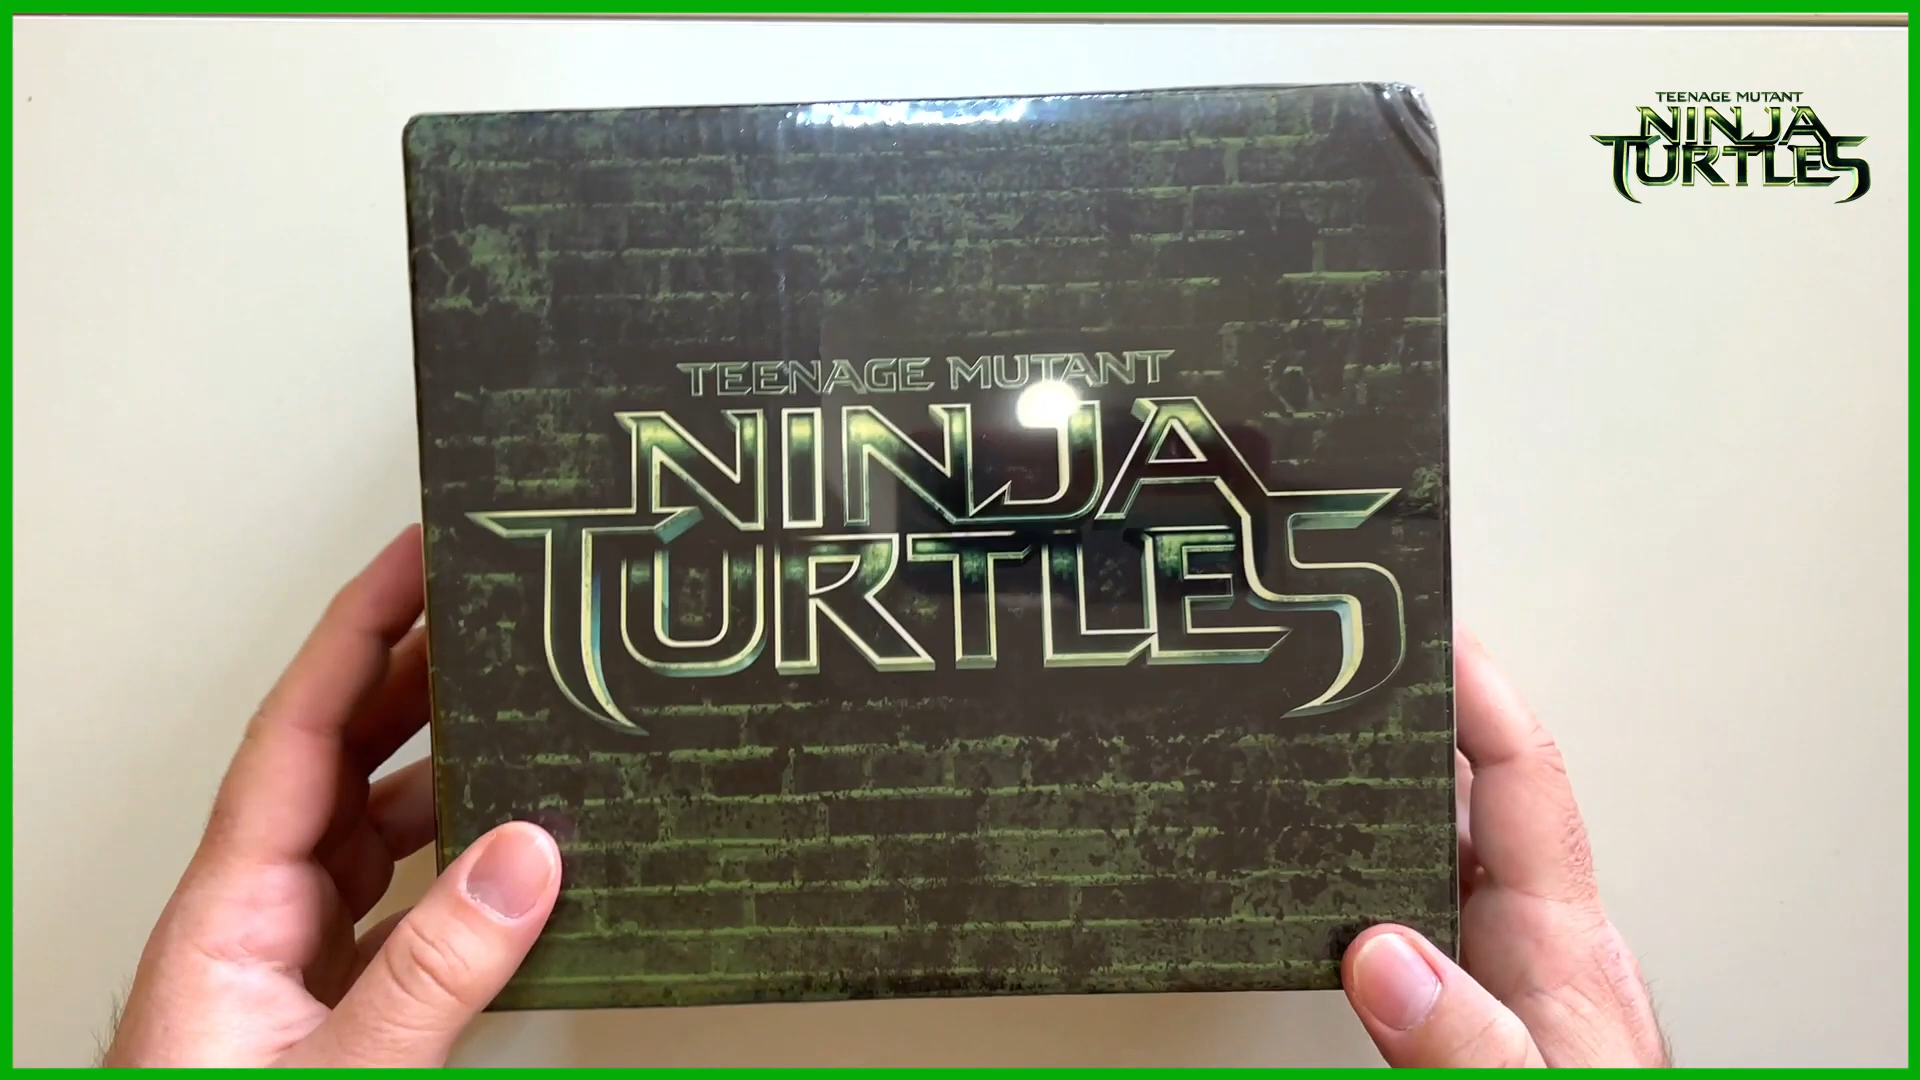 TEENAGE MUTANT
NINJA
TURTLES
TEENAGE MUTANT
NINJA
TURTLES